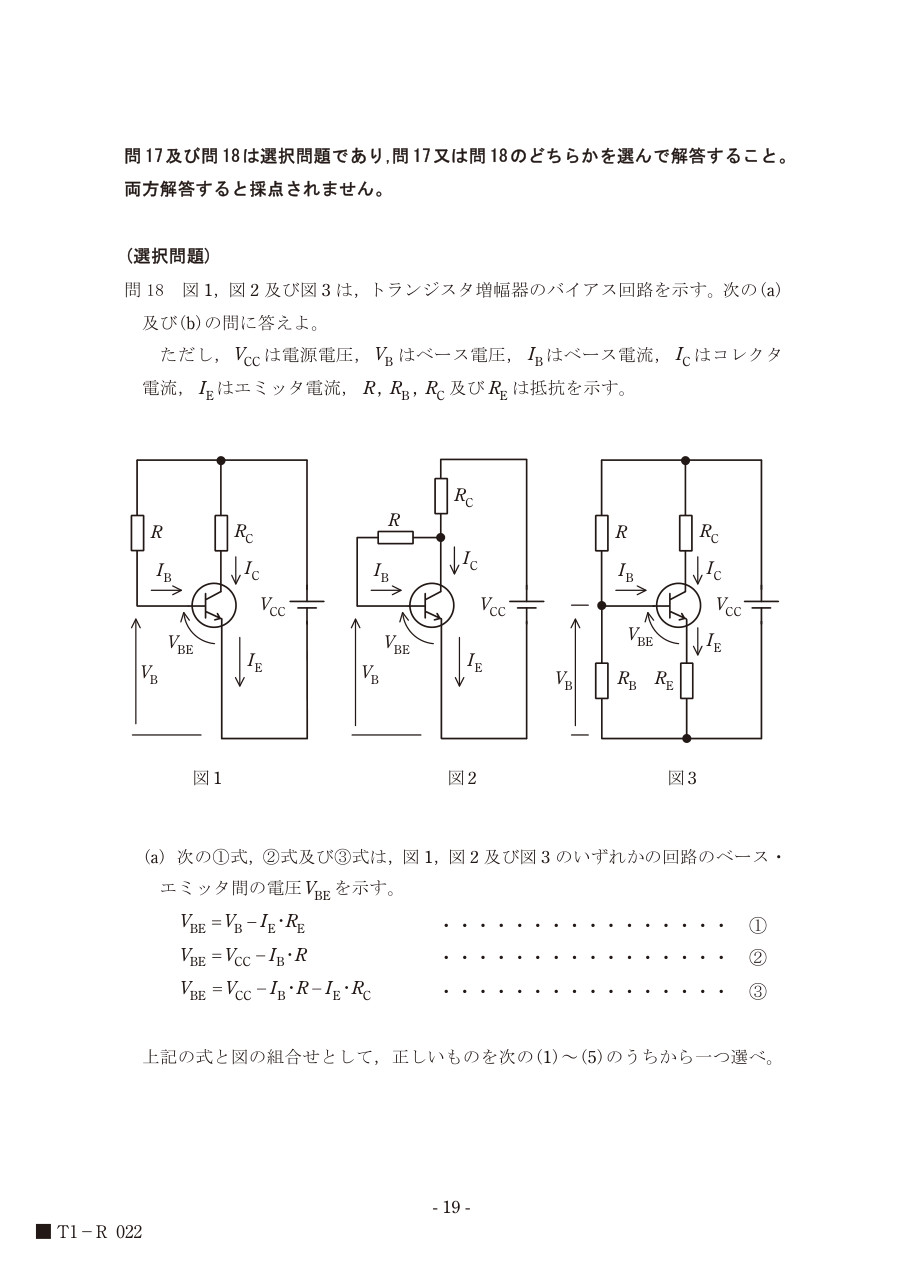 問17及び問18は選択問題であり,問17又は問18のどちらかを選んで解答すること。
両方解答すると採点されません。
(選択問題)
問18　図1，図2及び図3は，トランジスタ増幅器のバイアス回路を示す。次の(a)
及び(b)の問に答えよ。
ただし，VCCは電源電圧，VBはベース電圧，IBはベース電流，ICはコレクタ
電流，IEはエミッタ電流，R，RB，RC及びREは抵抗を示す。
R
RC
IB
IC
VCC
VBE
IE
VB
図1
RC
R
IC
IB
VCC
VBE
IE
VB
図2
R
RC
IB
IC
VCC
VBE
IE
VB
RB
RE
図3
(a) 次の①式，②式及び③式は，図1，図2及び図3のいずれかの回路のベース・
エミッタ間の電圧VBEを示す。
VBE＝VB－IE･RE ・・・・・・・・・・・・・・・・ ①
VBE＝VCC－IB･R ・・・・・・・・・・・・・・・・ ②
VBE＝VCC－IB･R－IE･RC ・・・・・・・・・・・・・・・・ ③
上記の式と図の組合せとして，正しいものを次の(1)～(5)のうちから一つ選べ。
- 19 -
■ T1－R 022